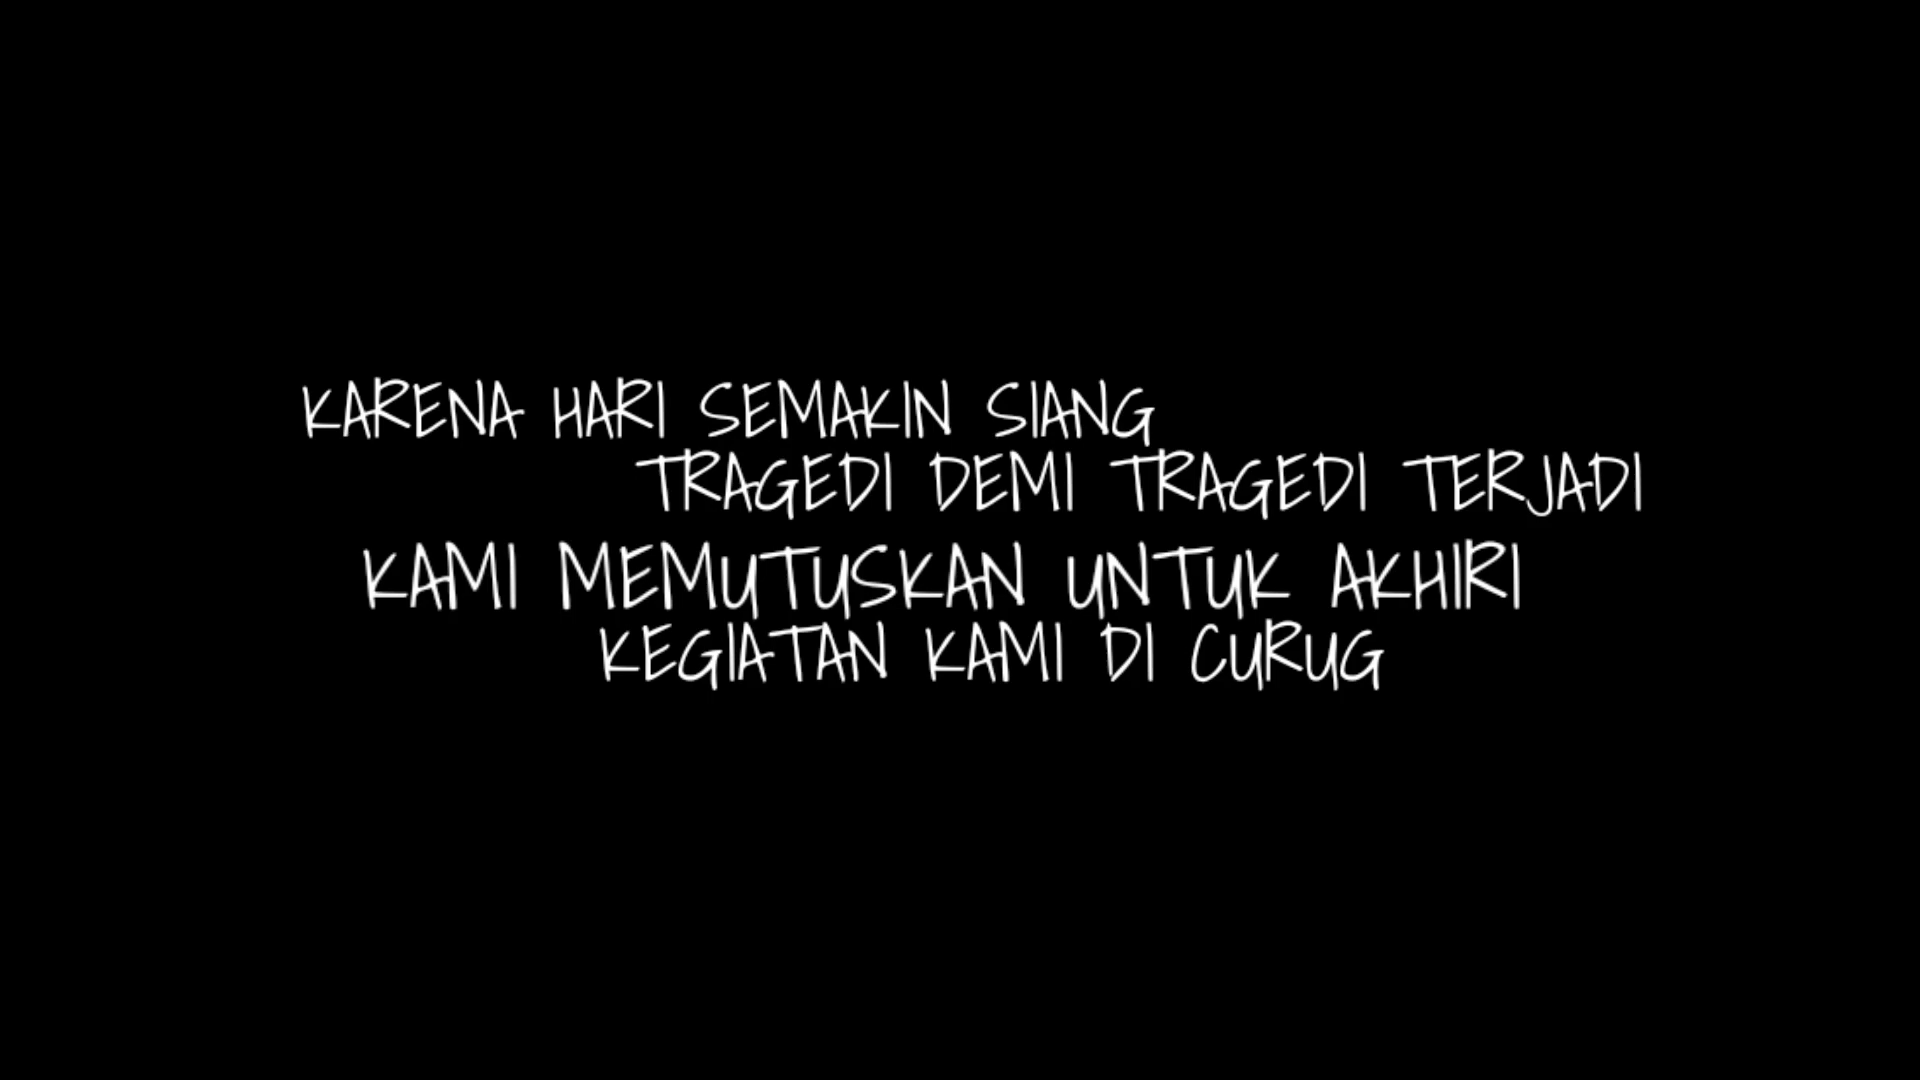 KARENA HARI SEMAKIN SIANG
TRAGEDI DEMI TRAGEDI TERJADI
KAMI MEMUTUSKAN UNTUK AKHIRI
KEGIATAN KAMI DI CURUG